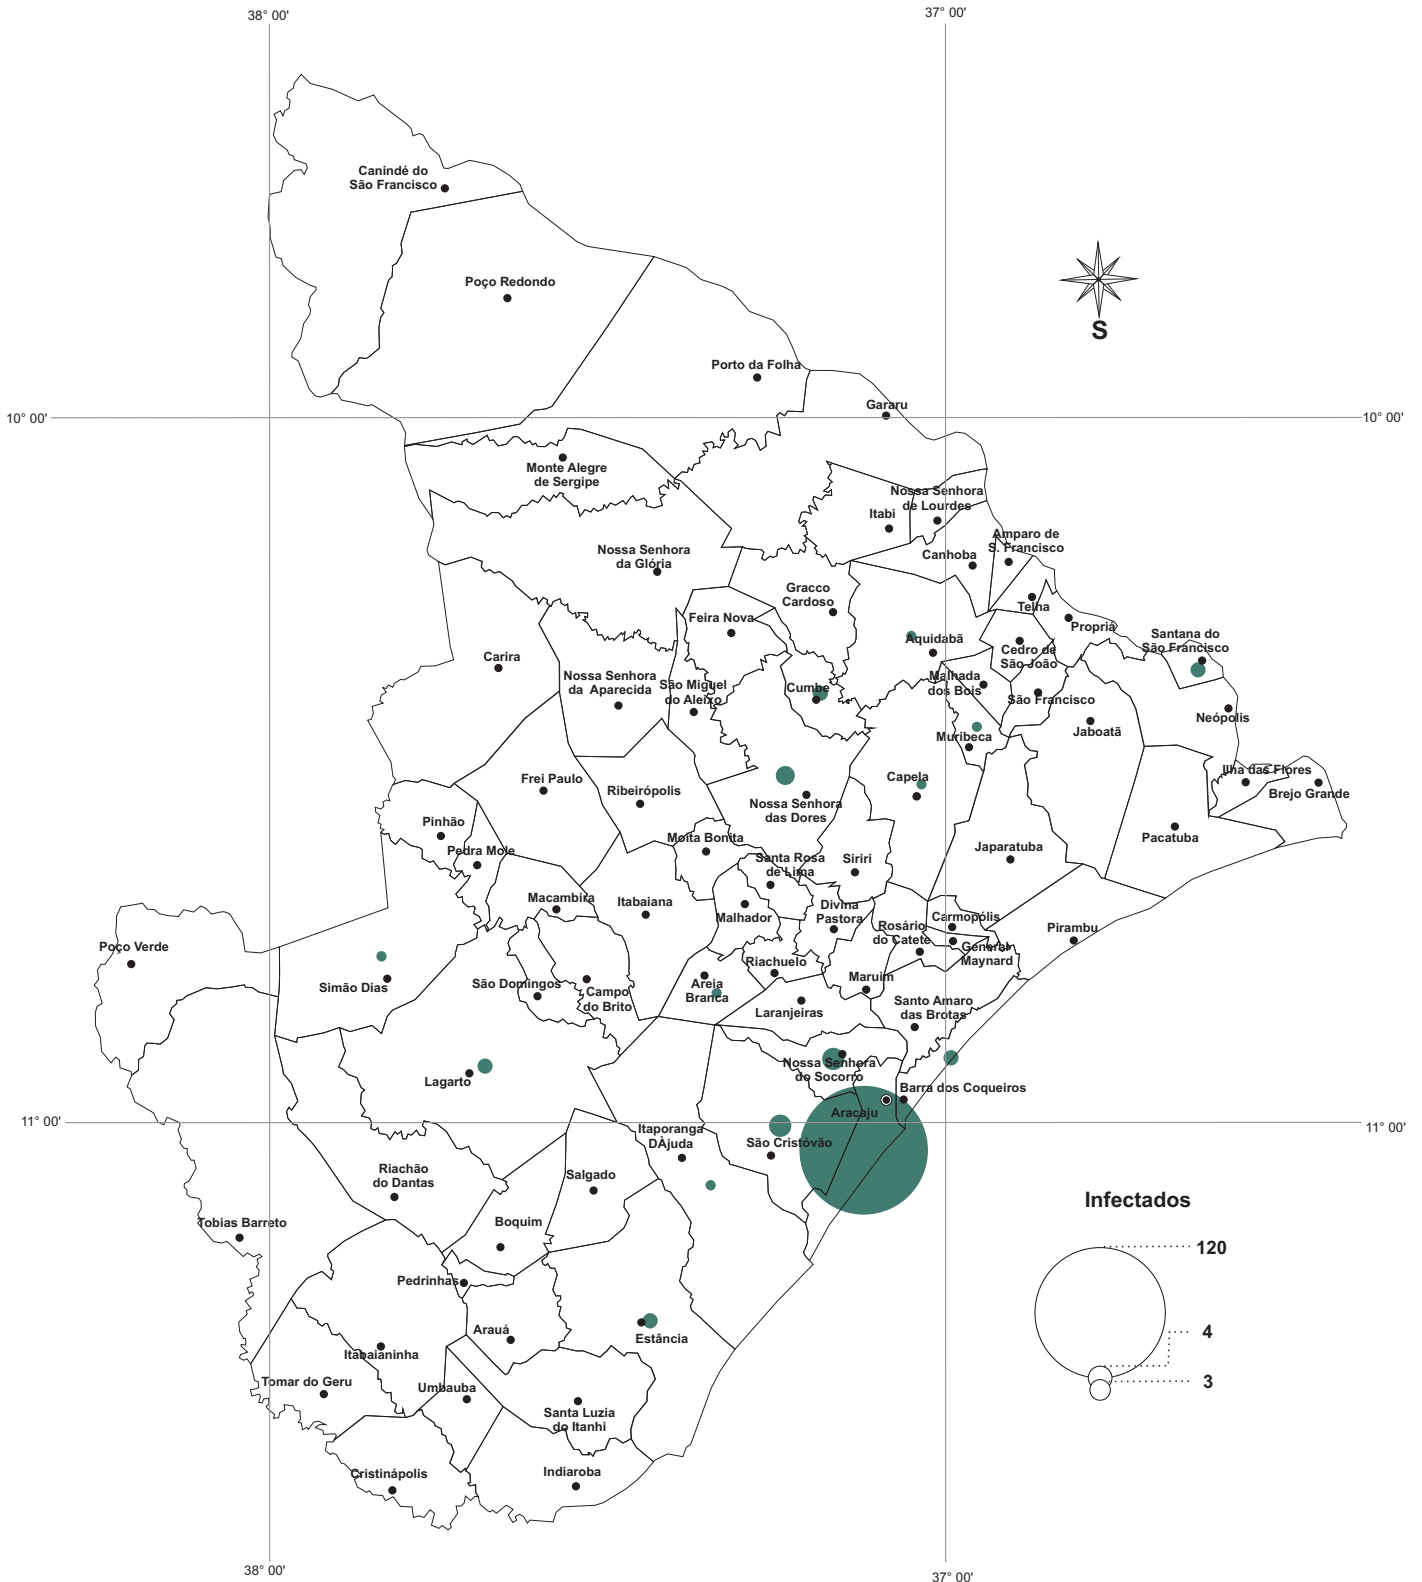 38° 00'
37° 00'
Canindé do
São Francisco
Poço Redondo
S
Porto da Folha
Gararu
10° 00'
10° 00'
Monte Alegre
de Sergipe
Nossa Senhora
de Lourdes
Itabi
Amparo de
S. Francisco
Canhoba
Nossa Senhora
da Glória
Gracco
Cardoso
Telha
Feira Nova
Propriá
Aquidabã
Santana do
São Francisco
Cedro de
São João
Carira
Nossa Senhora
da Aparecida
São Miguel
do Aleixo
Cumbe
Malhada
dos Bois
São Francisco
Neópolis
Jaboatã
Muribeca
Frei Paulo
Ribeirópolis
Capela
Ilha das Flores
Brejo Grande
Nossa Senhora
das Dores
Pinhão
Pedra Mole
Moita Bonita
Pacatuba
Santa Rosa
de Lima
Siriri
Japaratuba
Macambira
Itabaiana
Malhador
Divina
Pastora
Carmopólis
Rosário
do Catete
General
Maynard
Pirambu
Poço Verde
Riachuelo
Simão Dias
São Domingos
Campo
do Brito
Areia
Branca
Maruim
Laranjeiras
Santo Amaro
das Brotas
Nossa Senhora
do Socorro
Lagarto
Barra dos Coqueiros
Aracaju
11° 00'
11° 00'
Itaporanga
DÀjuda
São Cristóvão
Riachão
do Dantas
Salgado
Infectados
Tobias Barreto
Boquim
120
Pedrinhas
Arauá
Estância
4
Itabaianinha
Tomar do Geru
Umbauba
3
Santa Luzia
do Itanhi
Cristinápolis
Indiaroba
38° 00'
37° 00'